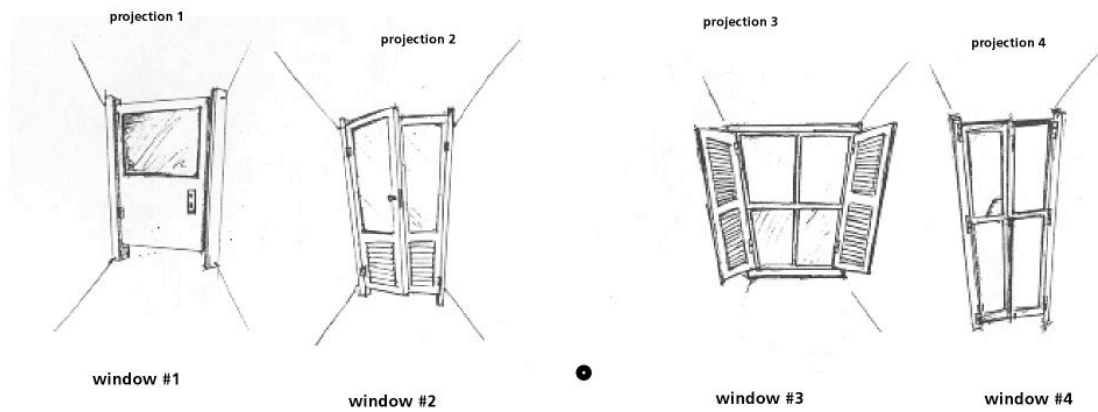 projection 1
projection 2
projection 3
projection 4
window #1
window #2
window #3
window #4